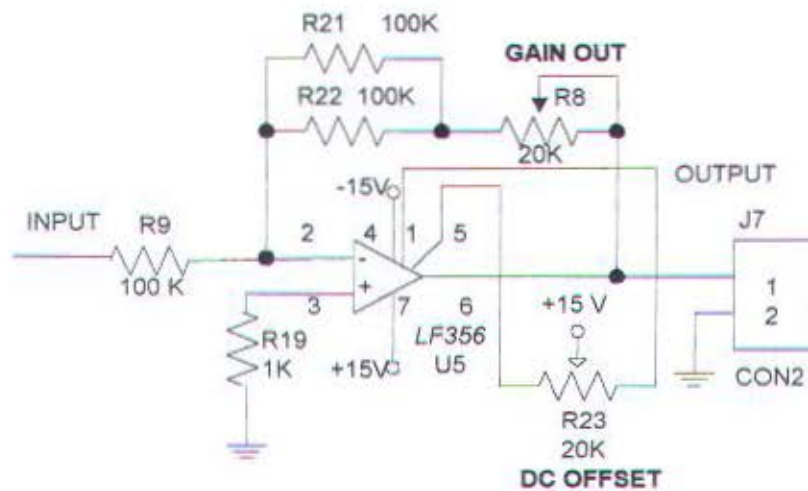 R21 100K
GAIN OUT
R22 100K
R8
20K
-15V
OUTPUT
INPUT
R9
J7
2
4
1
5
-
100 K
+
3
7
6
+15 V
1
2
R19
1K
LF356
+15V
U5
CON2
R23
20K
DC OFFSET